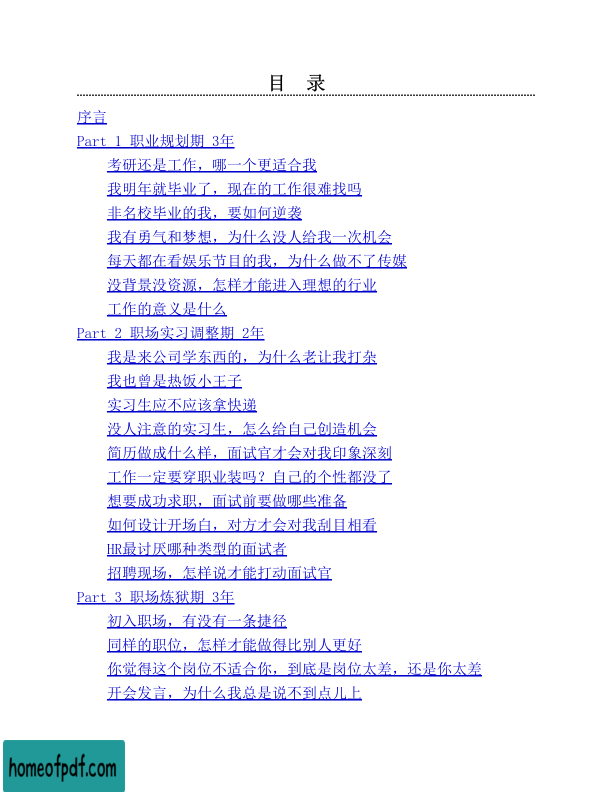 目 录
序言
Part 1 职业规划期 3年
考研还是工作，哪一个更适合我
我明年就毕业了，现在的工作很难找吗
非名校毕业的我，要如何逆袭
我有勇气和梦想，为什么没人给我一次机会
每天都在看娱乐节目的我，为什么做不了传媒
没背景没资源，怎样才能进入理想的行业
工作的意义是什么
Part 2 职场实习调整期 2年
我是来公司学东西的，为什么老让我打杂
我也曾是热饭小王子
实习生应不应该拿快递
没人注意的实习生，怎么给自己创造机会
简历做成什么样，面试官才会对我印象深刻
工作一定要穿职业装吗？自己的个性都没了
想要成功求职，面试前要做哪些准备
如何设计开场白，对方才会对我刮目相看
HR最讨厌哪种类型的面试者
招聘现场，怎样说才能打动面试官
Part 3 职场炼狱期 3年
初入职场，有没有一条捷径
同样的职位，怎样才能做得比别人更好
你觉得这个岗位不适合你，到底是岗位太差，还是你太差
开会发言，为什么我总是说不到点儿上
homeofpdf.com